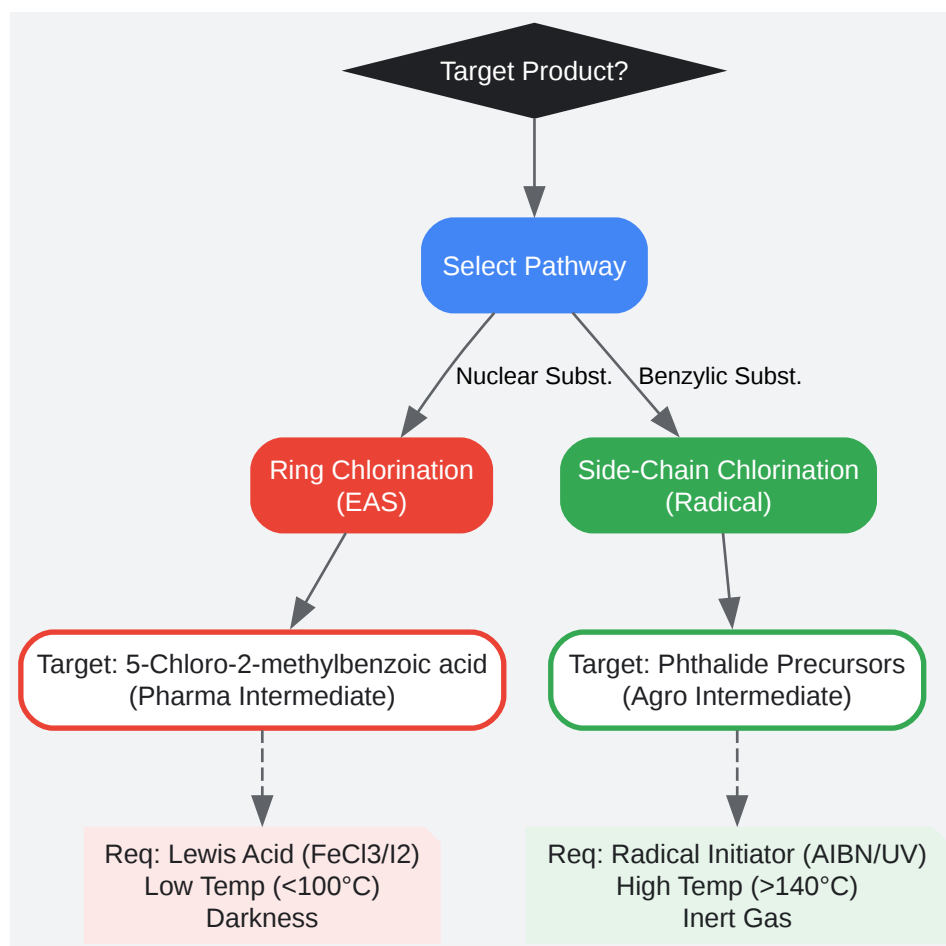 Target Product?
Select Pathway
Nuclear Subst.
Benzylic Subst.
Ring Chlorination
(EAS)
Side-Chain Chlorination
(Radical)
Target: 5-Chloro-2-methylbenzoic acid
(Pharma Intermediate)
Target: Phthalide Precursors
(Agro Intermediate)
Req: Lewis Acid (FeCl3/I2)
Low Temp (<100°C)
Darkness
Req: Radical Initiator (AIBN/UV)
High Temp (>140°C)
Inert Gas